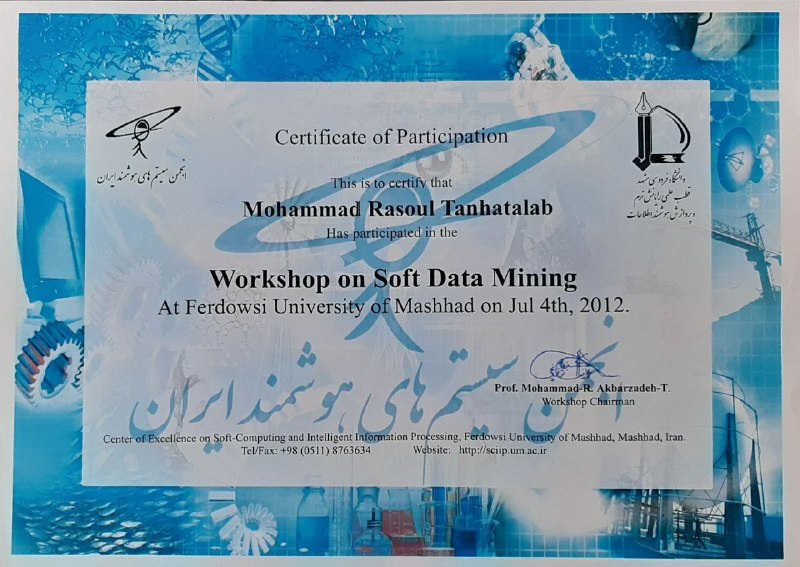 Certificate of Participation
انجمن سیستم های هوشمند ایران
دانشگاه فردوسی مشهد
قطب علمی رایانش نرم
و پردازش هوشمند اطلاعات
This is to certify that
Mohammad Rasoul Tanhatalab
Has participated in the
Workshop on Soft Data Mining
At Ferdowsi University of Mashhad on Jul 4th, 2012.
انجمن سیستم های هوشمند ایران
Prof. Mohammad-R. Akbarzadeh-T.
Workshop Chairman
Center of Excellence on Soft-Computing and Intelligent Information Processing, Ferdowsi University of Mashhad, Mashhad, Iran.
Tel/Fax: +98 (0511) 8763634 Website: http://sciip.um.ac.ir